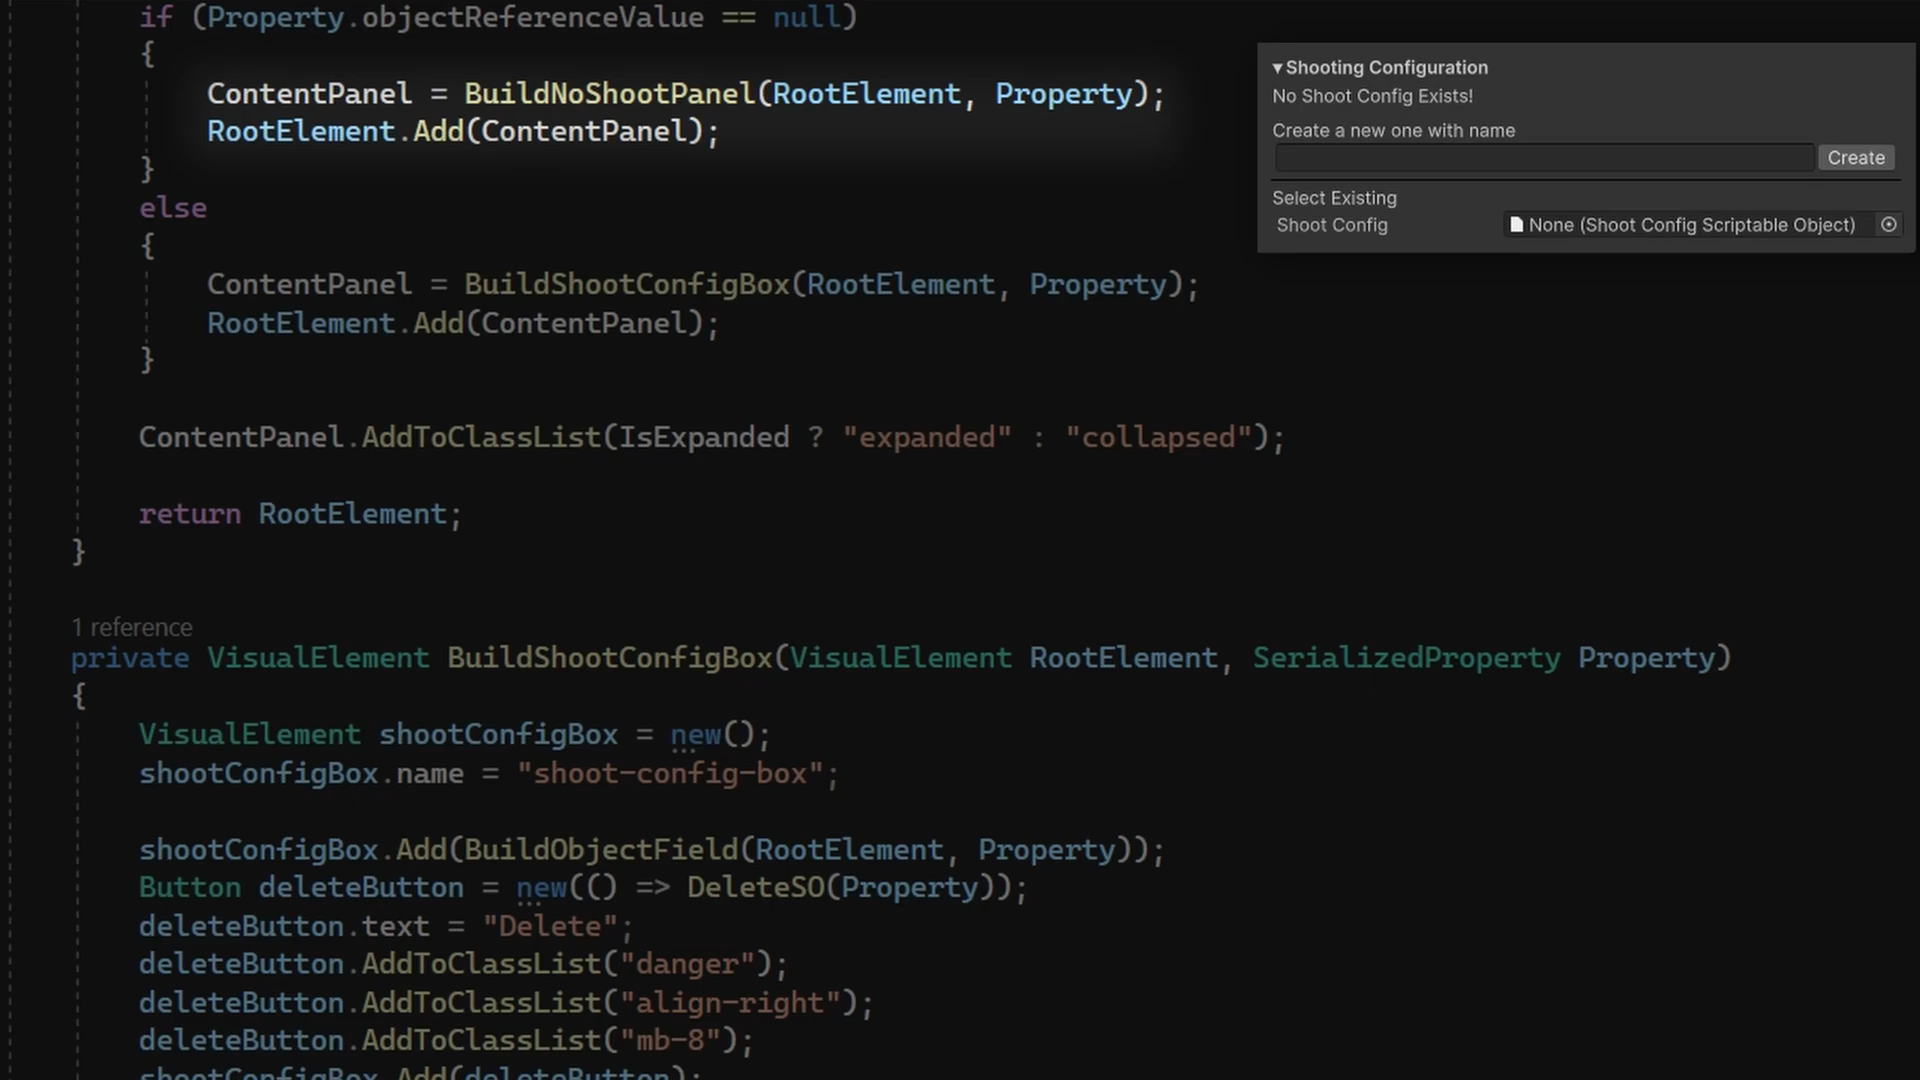 if (Property.objectReferenceValue == null)
{
ContentPanel = BuildNoShootPanel(RootElement, Property);
RootElement.Add(ContentPanel);
}
else
{
ContentPanel = BuildShootConfigBox(RootElement, Property);
RootElement.Add(ContentPanel);
}
ContentPanel.AddToClassList(IsExpanded ? "expanded" : "collapsed");
return RootElement;
}
1 reference
private VisualElement BuildShootConfigBox(VisualElement RootElement, SerializedProperty Property)
{
VisualElement shootConfigBox = new();
shootConfigBox.name = "shoot-config-box";
shootConfigBox.Add(BuildObjectField(RootElement, Property));
Button deleteButton = new(() => DeleteSO(Property));
deleteButton.text = "Delete";
deleteButton.AddToClassList("danger");
deleteButton.AddToClassList("align-right");
deleteButton.AddToClassList("mb-8");
shootConfigBox.Add(deleteButton);
▼Shooting Configuration
No Shoot Config Exists!
Create a new one with name
Create
Select Existing
Shoot Config None (Shoot Config Scriptable Object)